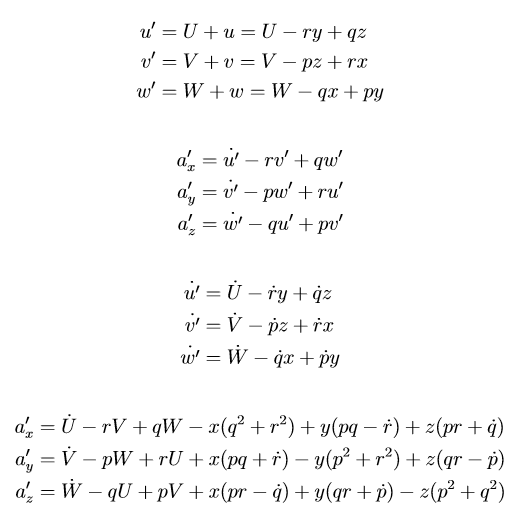 u′ = U + u = U − ry + qz
v′ = V + v = V − pz + rx
w′ = W + w = W − qx + py
a′ₓ = u̇′ − rv′ + qw′
a′_y = v̇′ − pw′ + ru′
a′_z = ẇ′ − qu′ + pv′
u̇′ = U̇ − ṙy + q̇z
v̇′ = V̇ − ṗz + ṙx
ẇ′ = Ẇ − q̇x + ṗy
a′ₓ = U̇ − rV + qW − x(q² + r²) + y(pq − ṙ) + z(pr + q̇)
a′_y = V̇ − pW + rU + x(pq + ṙ) − y(p² + r²) + z(qr − ṗ)
a′_z = Ẇ − qU + pV + x(pr − q̇) + y(qr + ṗ) − z(p² + q²)